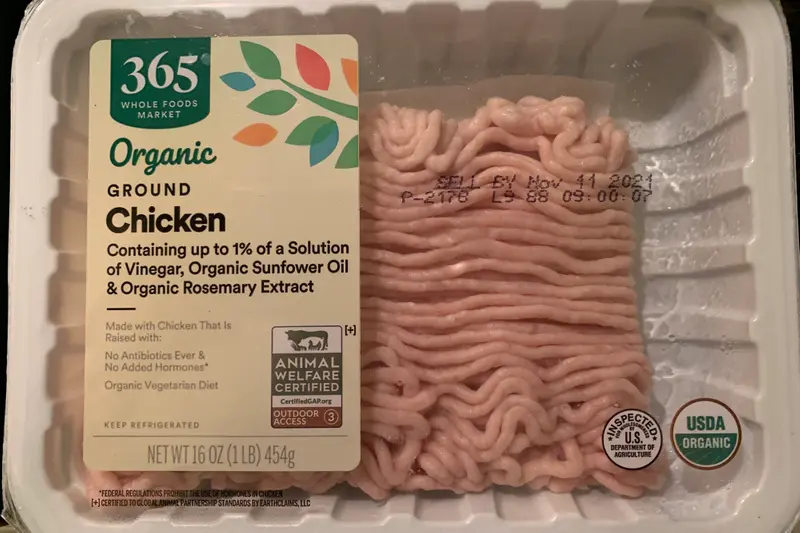 365
WHOLE FOODS
MARKET
Organic
GROUND
Chicken
Containing up to 1% of a Solution
of Vinegar, Organic Sunfower Oil
& Organic Rosemary Extract
Made with Chicken That Is
Raised with:
No Antibiotics Ever &
No Added Hormones*
Organic Vegetarian Diet
[+]
ANIMAL
WELFARE
CERTIFIED
CertifiedGAP.org
OUTDOOR
ACCESS 3
KEEP REFRIGERATED
NET WT 16 OZ (1 LB) 454g
*FEDERAL REGULATIONS PROHIBIT THE USE OF HORMONES IN CHICKEN
[+] CERTIFIED TO GLOBAL ANIMAL PARTNERSHIP STANDARDS BY EARTHCLAIMS, LLC
SELL BY Nov 11 2021
P-2176 L9 88 09:00:07
INSPECTED
U.S.
DEPARTMENT OF
AGRICULTURE
USDA
ORGANIC